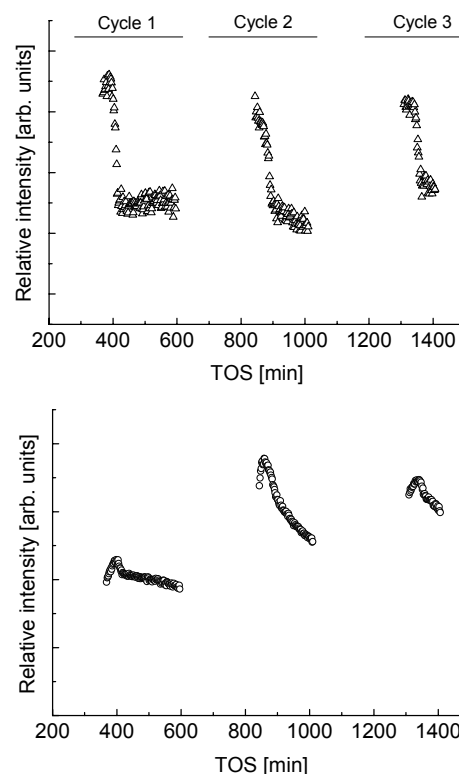 Cycle 1 Cycle 2 Cycle 3
Relative intensity [arb. units]
200 400 600 800 1000 1200 1400
TOS [min]
Relative intensity [arb. units]
200 400 600 800 1000 1200 1400
TOS [min]